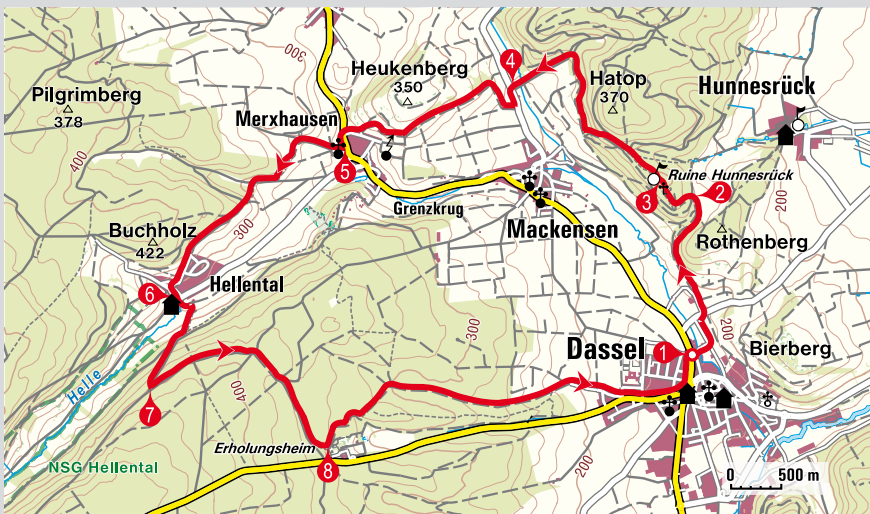 300
Heukenberg
350
4
Hatop
370
Hunnesrück
Pilgrimberg
378
Merxhausen
400
5
Ruine Hunnesrück
3
2
200
Grenzkrug
Mackensen
Rothenberg
Buchholz
422
300
Hellental
6
300
200
Dassel
1
Bierberg
Helle
400
7
Erholungsheim
8
NSG Hellental
200
0 500 m